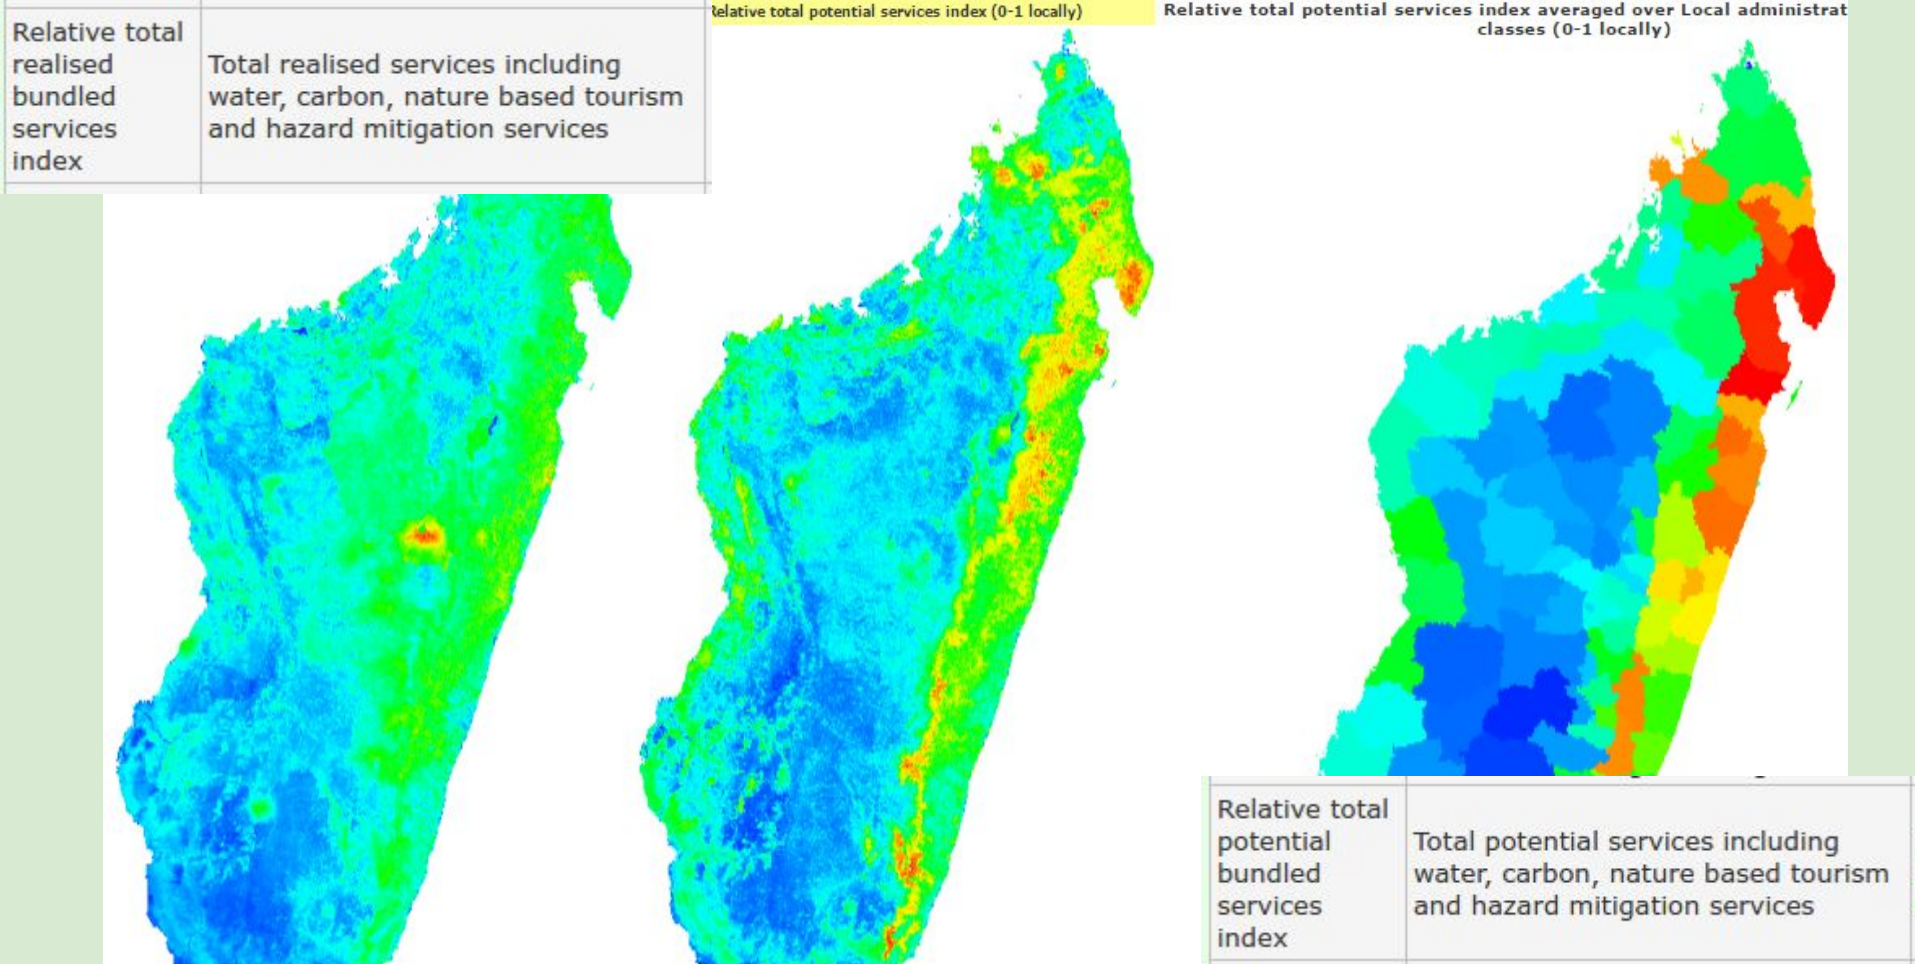 Relative total
realised
bundled
services
index
Total realised services including
water, carbon, nature based tourism
and hazard mitigation services
Relative total potential services index (0-1 locally)
Relative total potential services index averaged over Local administrat
classes (0-1 locally)
Relative total
potential
bundled
services
index
Total potential services including
water, carbon, nature based tourism
and hazard mitigation services